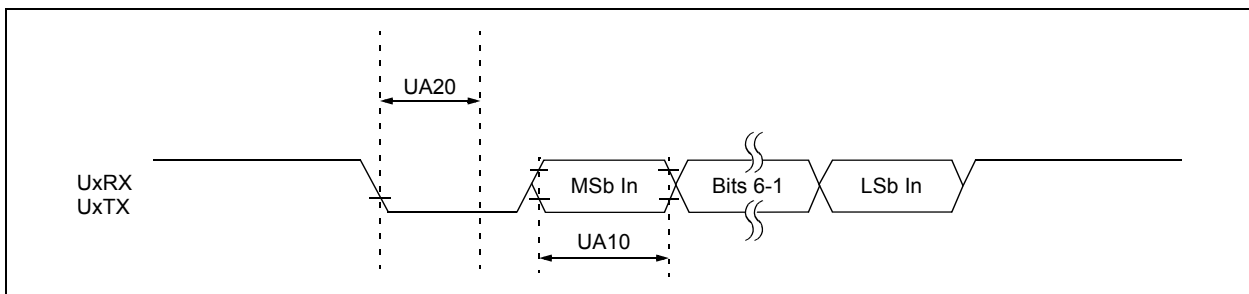 UA20
UxRX
UxTX
MSb In
Bits 6-1
LSb In
UA10